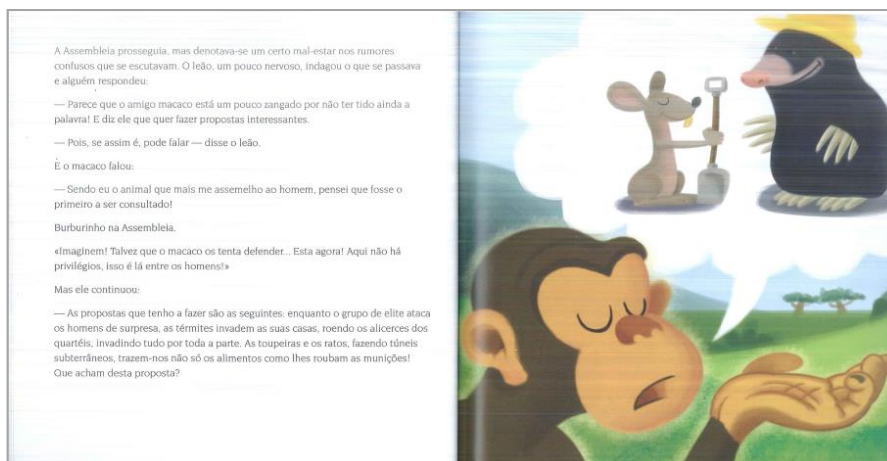 A Assembleia prosseguia, mas denotava-se um certo mal-estar nos rumores
confusos que se escutavam. O leão, um pouco nervoso, indagou o que se passava
e alguém respondeu:
— Parece que o amigo macaco está um pouco zangado por não ter tido ainda a
palavra! E diz ele que quer fazer propostas interessantes.
— Pois, se assim é, pode falar — disse o leão.
E o macaco falou:
— Sendo eu o animal que mais me assemelho ao homem, pensei que fosse o
primeiro a ser consultado!
Burburinho na Assembleia.
«Imaginem! Talvez que o macaco os tenta defender... Esta agora! Aqui não há
privilégios, isso é lá entre os homens!»
Mas ele continuou:
— As propostas que tenho a fazer são as seguintes: enquanto o grupo de elite ataca
os homens de surpresa, as térmites invadem as suas casas, roendo os alicerces dos
quartéis, invadindo tudo por toda a parte. As toupeiras e os ratos, fazendo túneis
subterrâneos, trazem-nos não só os alimentos como lhes roubam as munições!
Que acham desta proposta?